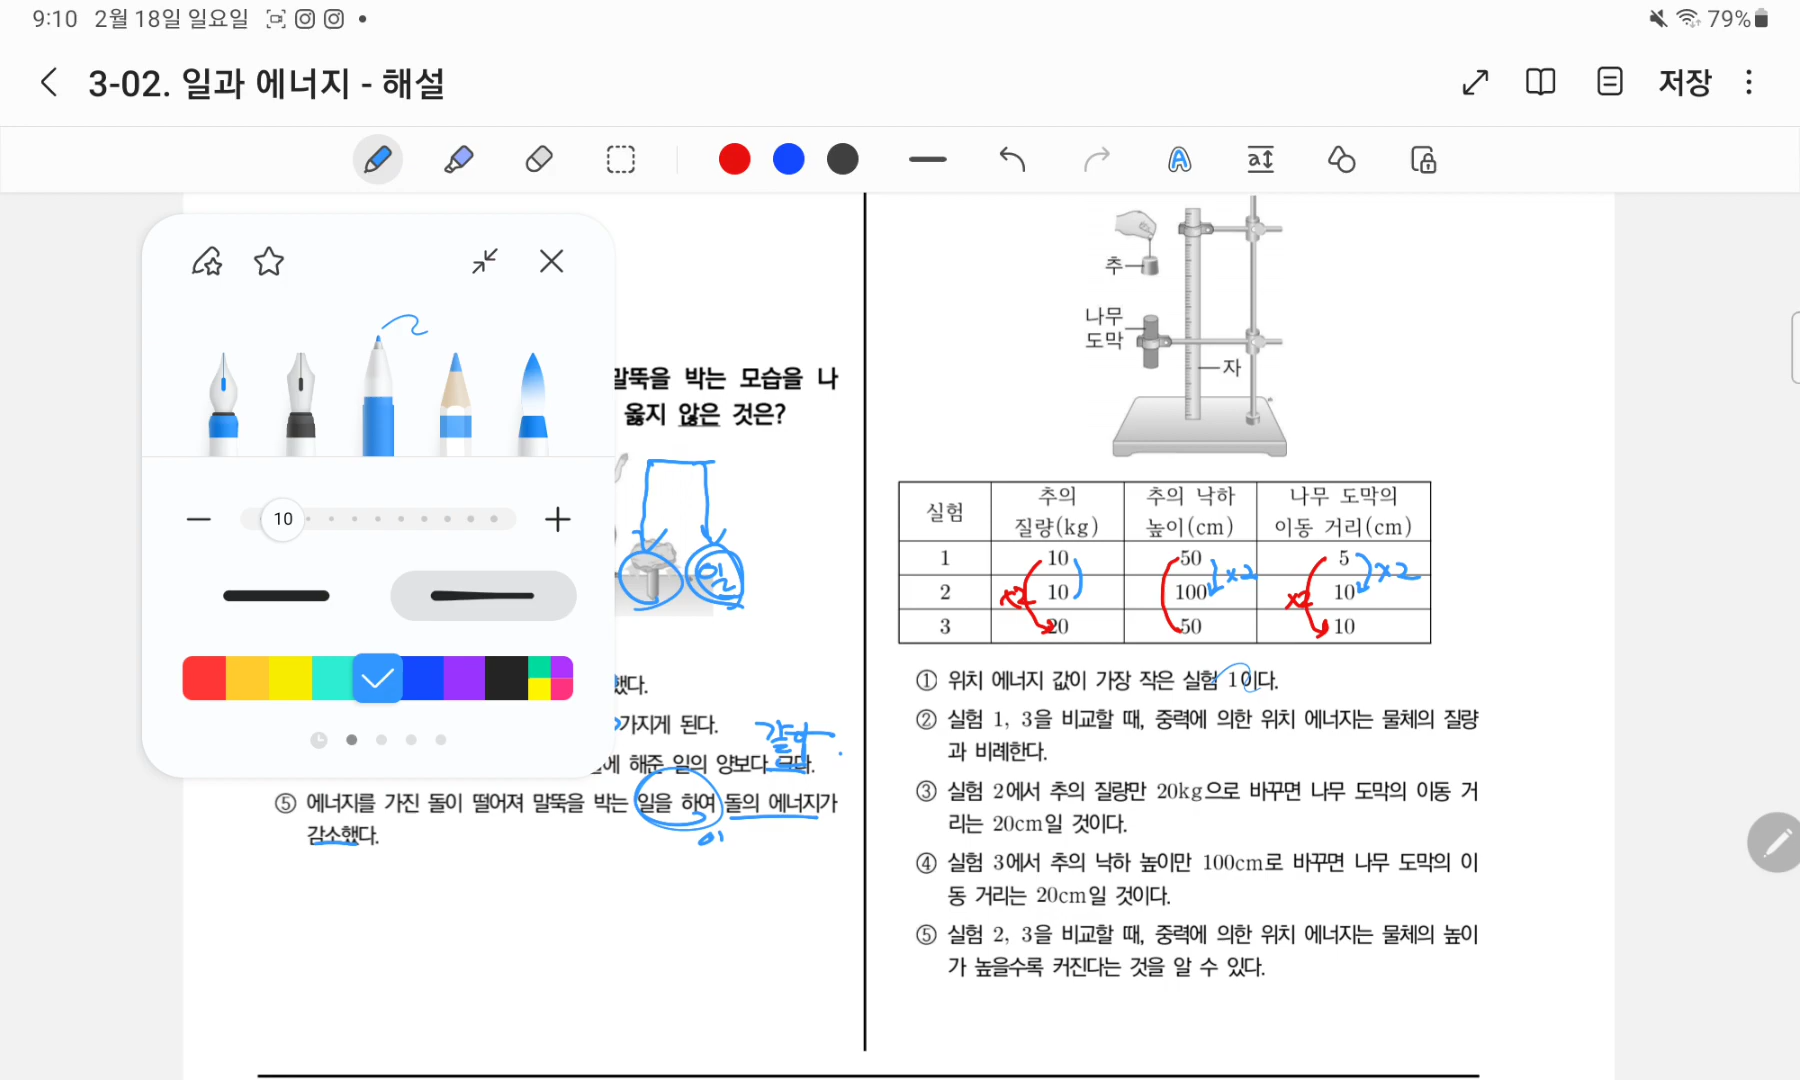 9:10 2월 18일 일요일
79%
3-02. 일과 에너지 - 해설
저장
10
말뚝을 박는 모습을 나
옳지 않은 것은?
일
했다.
가지게 된다.
같다.
에 해준 일의 양보다 크다.
⑤ 에너지를 가진 돌이 떨어져 말뚝을 박는 일을 하여 돌의 에너지가
감소했다.
추
나무
도막
자
실험 추의 질량(kg) 추의 낙하 높이(cm) 나무 도막의 이동 거리(cm)
1 10 50 5
×2 ×2
2 10 100 10
×2 ×2
3 20 50 10
① 위치 에너지 값이 가장 작은 실험 1이다.
② 실험 1, 3을 비교할 때, 중력에 의한 위치 에너지는 물체의 질량
과 비례한다.
③ 실험 2에서 추의 질량만 20kg으로 바꾸면 나무 도막의 이동 거
리는 20cm일 것이다.
④ 실험 3에서 추의 낙하 높이만 100cm로 바꾸면 나무 도막의 이
동 거리는 20cm일 것이다.
⑤ 실험 2, 3을 비교할 때, 중력에 의한 위치 에너지는 물체의 높이
가 높을수록 커진다는 것을 알 수 있다.